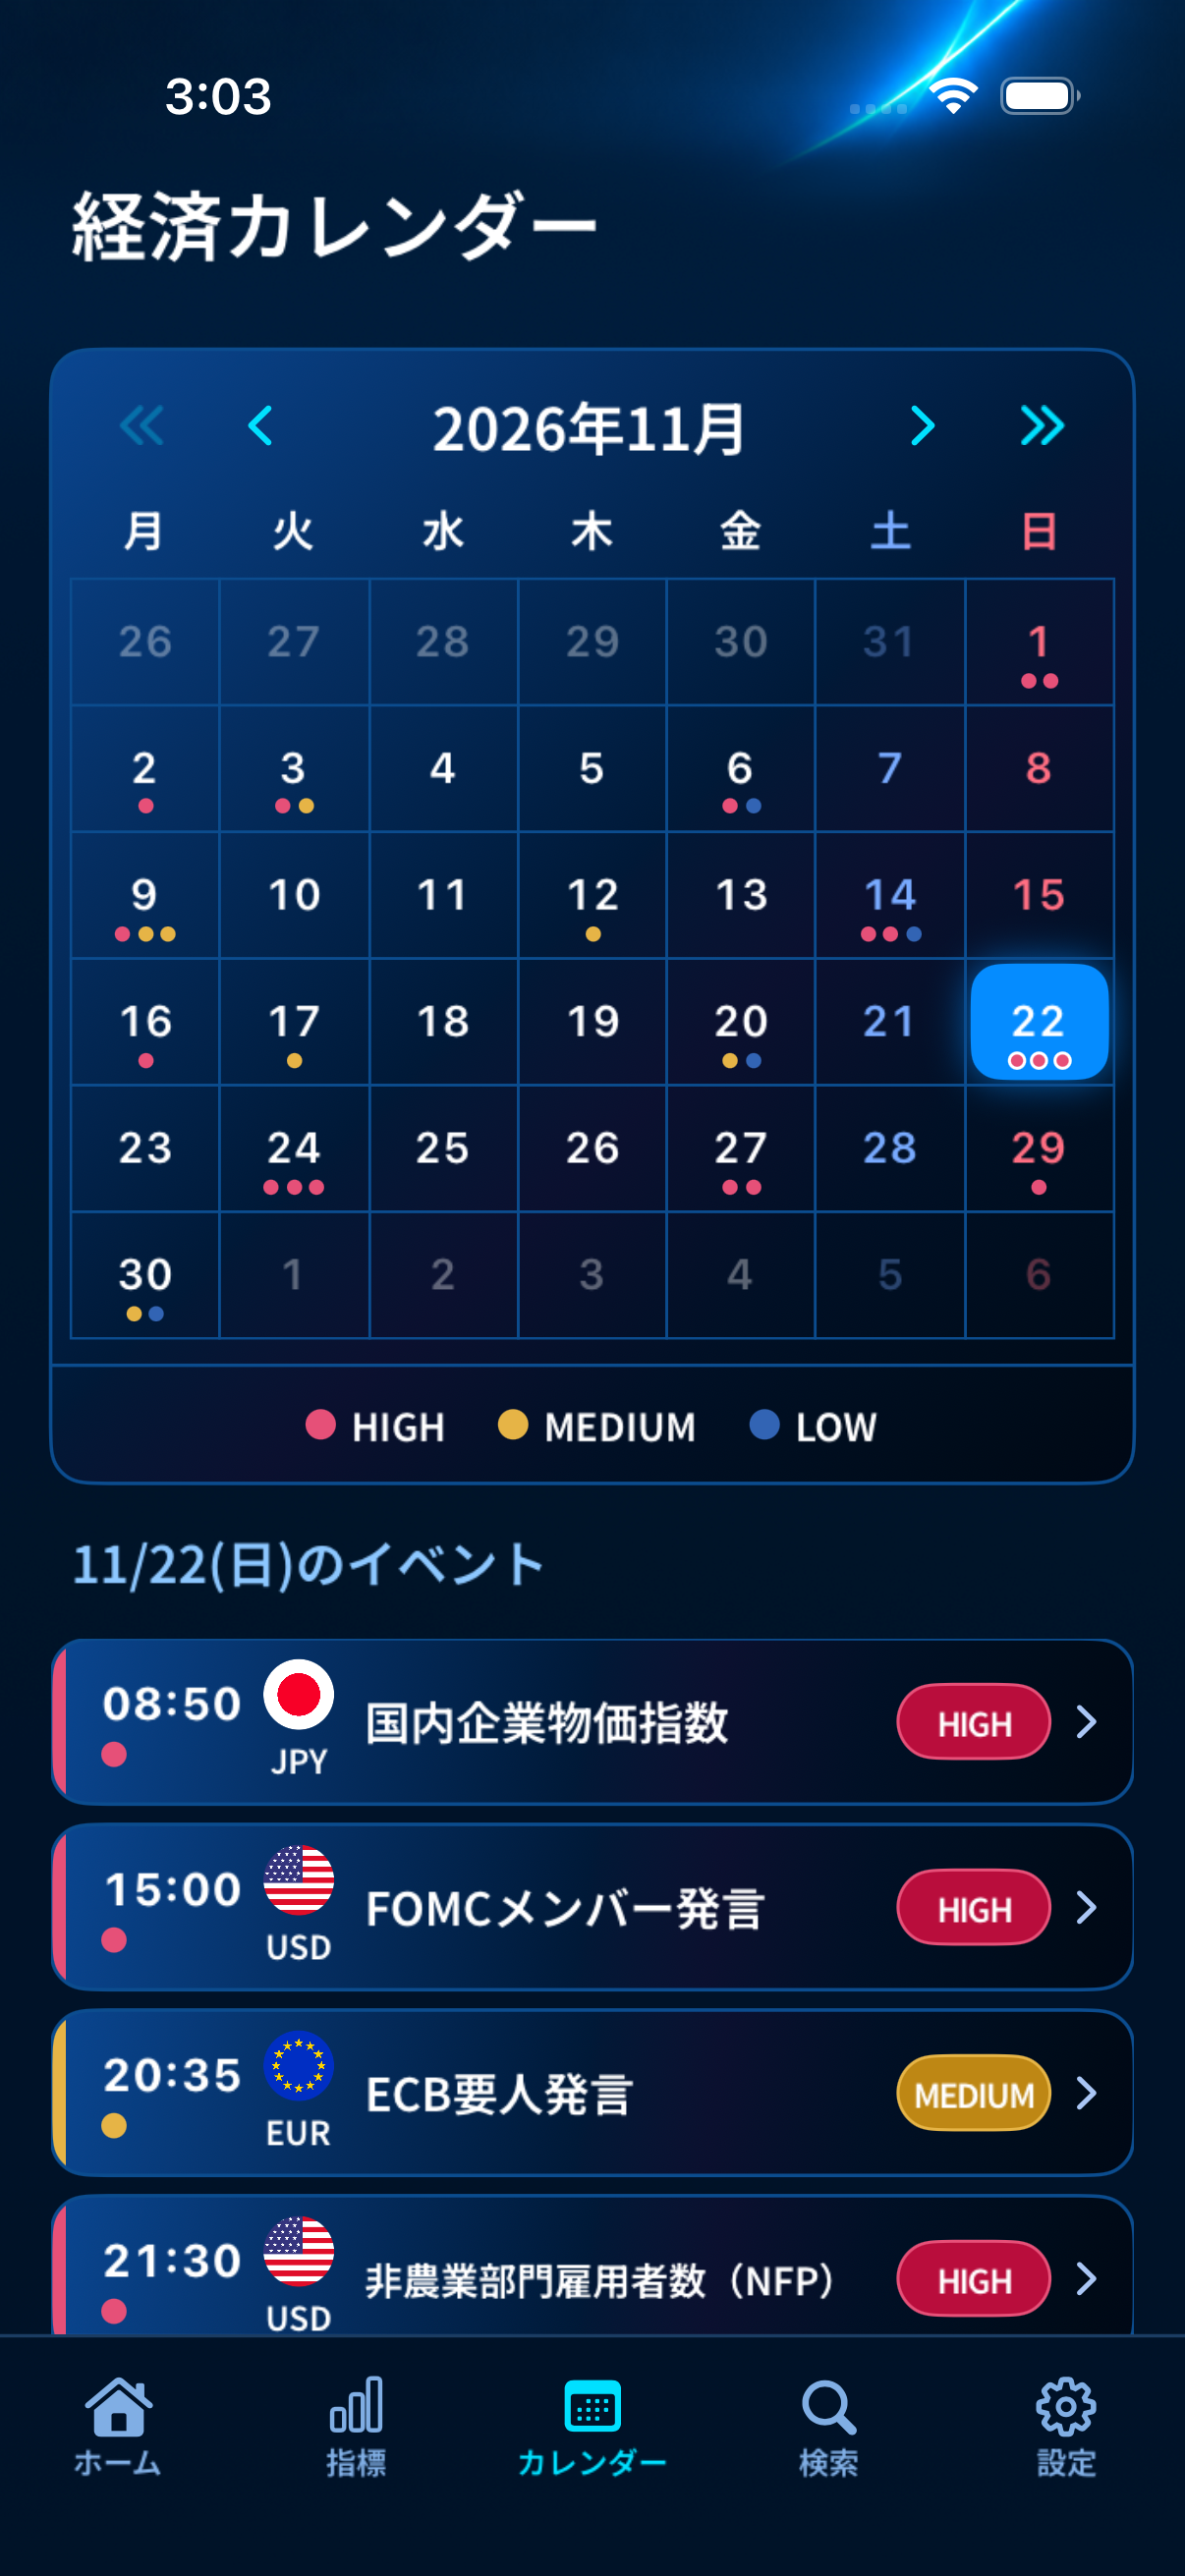 3:03
経済カレンダー
2026年11月
月 火 水 木 金 土 日
26 27 28 29 30 31 1
2 3 4 5 6 7 8
9 10 11 12 13 14 15
16 17 18 19 20 21 22
23 24 25 26 27 28 29
30 1 2 3 4 5 6
HIGH MEDIUM LOW
11/22(日)のイベント
08:50 JPY 国内企業物価指数 HIGH
15:00 USD FOMCメンバー発言 HIGH
20:35 EUR ECB要人発言 MEDIUM
21:30 USD 非農業部門雇用者数（NFP） HIGH
ホーム 指標 カレンダー 検索 設定